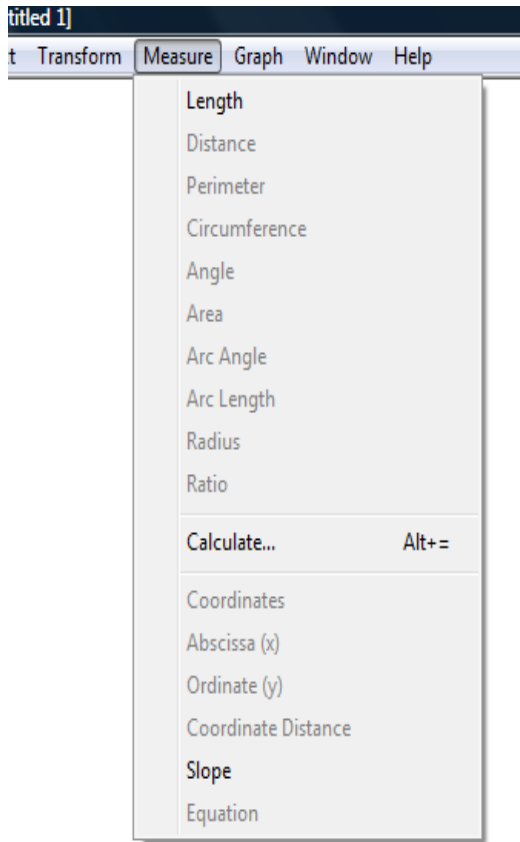 titled 1]
t Transform Measure Graph Window Help
Length
Distance
Perimeter
Circumference
Angle
Area
Arc Angle
Arc Length
Radius
Ratio
Calculate... Alt+=
Coordinates
Abscissa (x)
Ordinate (y)
Coordinate Distance
Slope
Equation